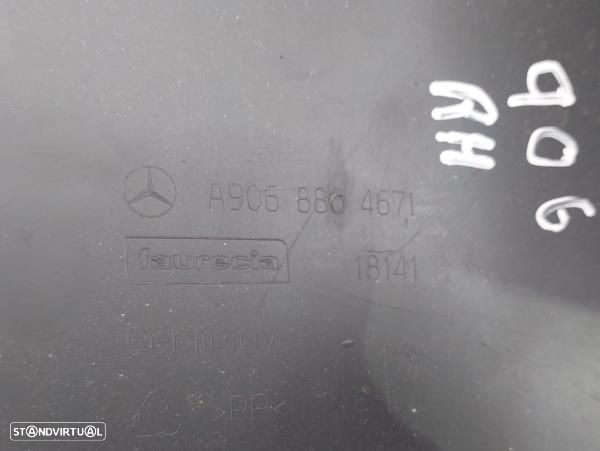 906
RH
A906 880 4671
faurecia
18141
Germany
>PP<
STANDVIRTUAL